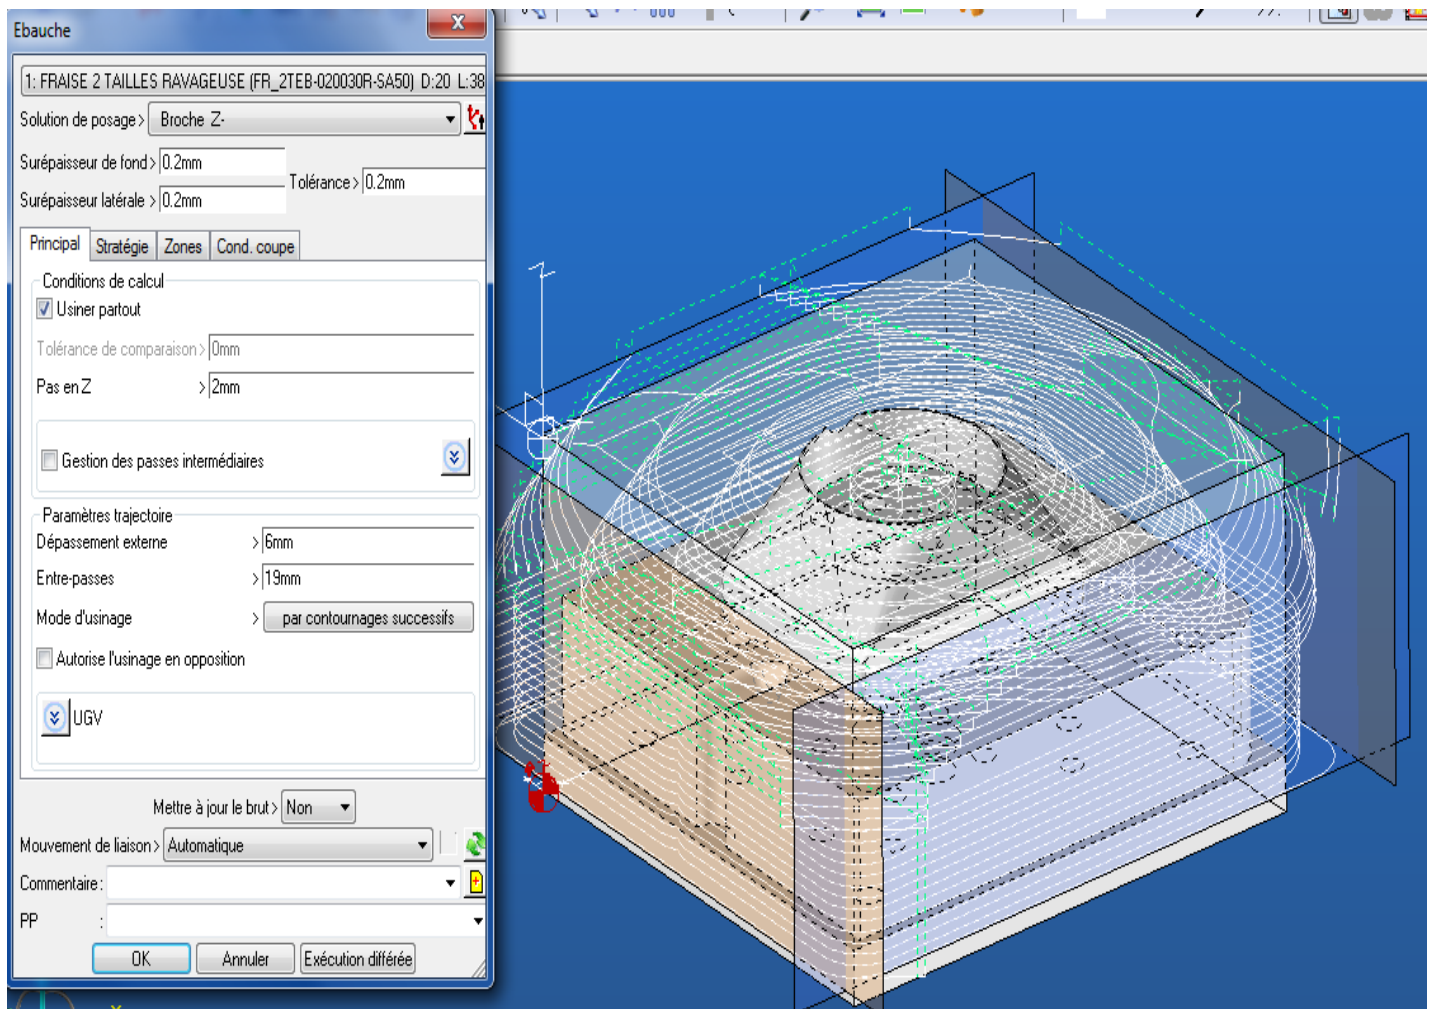 Ebauche
1: FRAISE 2 TAILLES RAVAGEUSE (FR_2TEB-020030R-SA50) D:20 L:38
Solution de posage > Broche Z-
Surépaisseur de fond > 0.2mm
Tolérance > 0.2mm
Surépaisseur latérale > 0.2mm
Principal Stratégie Zones Cond. coupe
Conditions de calcul
Usiner partout
Tolérance de comparaison > 0mm
Pas en Z > 2mm
Gestion des passes intermédiaires
Paramètres trajectoire
Dépassement externe > 6mm
Entre-passes > 19mm
Mode d'usinage > par contournages successifs
Autorise l'usinage en opposition
UGV
Mettre à jour le brut > Non
Mouvement de liaison > Automatique
Commentaire :
PP :
OK Annuler Exécution différée
Z